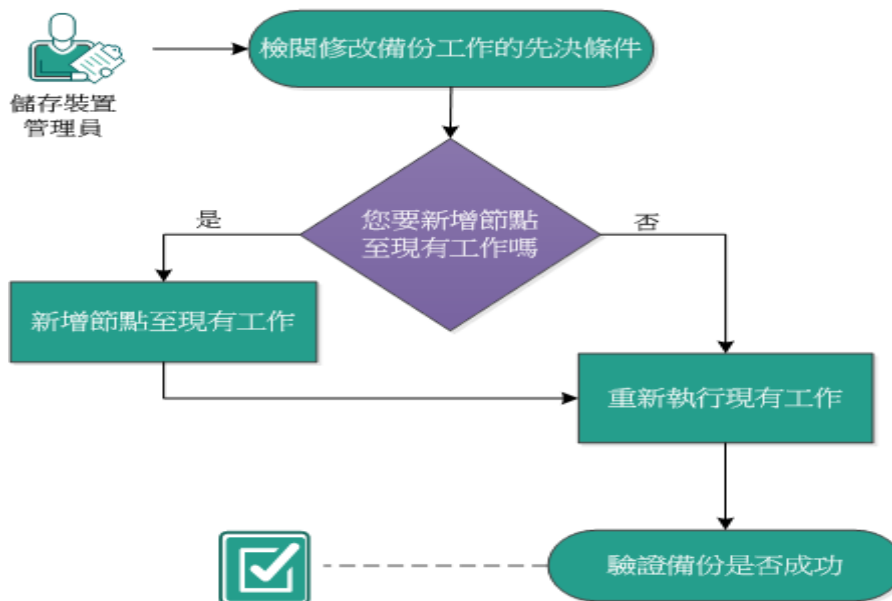 檢閱修改備份工作的先決條件
儲存裝置
管理員
您要新增節點
至現有工作嗎
是
否
新增節點至現有工作
重新執行現有工作
驗證備份是否成功